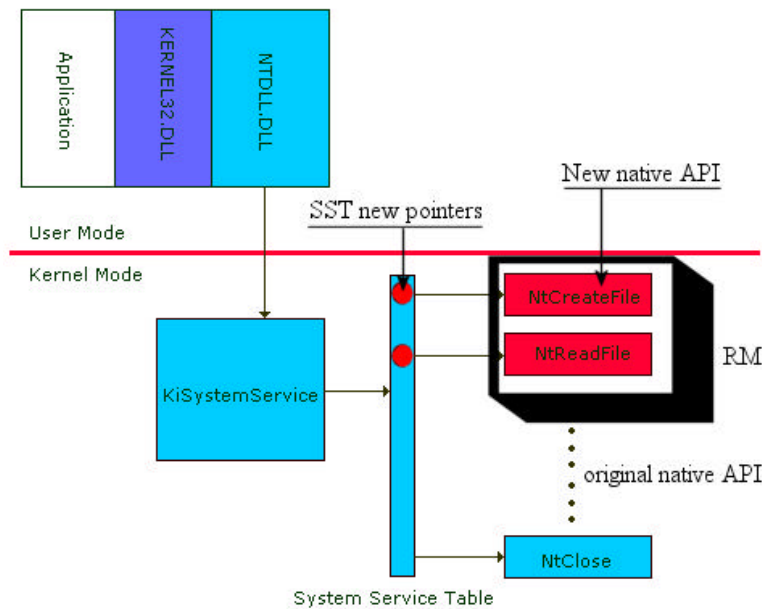 Application
KERNEL32.DLL
NTDLL.DLL
New native API
SST new pointers
User Mode
Kernel Mode
NtCreateFile
NtReadFile
RM
KiSystemService
original native API
NtClose
System Service Table